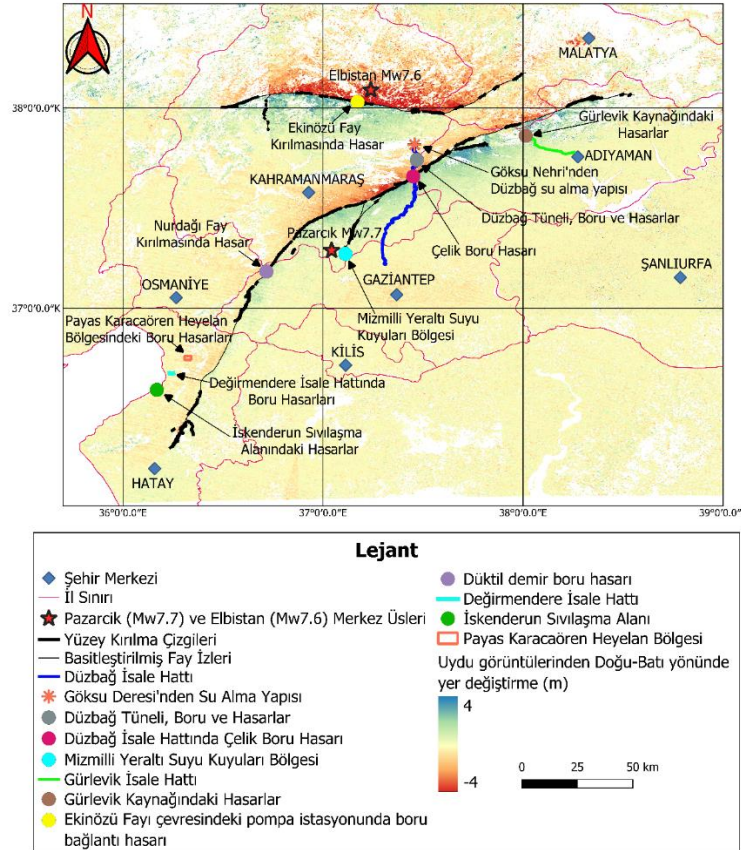 N
MALATYA
Elbistan Mw7.6
38°0'0.0"K
Ekinözü Fay
Kırılmasında Hasar
Gürlevik Kaynağındaki
Hasarlar
ADIYAMAN
Göksu Nehri'nden
Düzbağ su alma yapısı
KAHRAMANMARAŞ
Düzbağ Tüneli, Boru ve Hasarlar
Nurdağı Fay
Kırılmasında Hasar
Pazarcık Mw7.7
Çelik Boru Hasarı
ŞANLIURFA
OSMANİYE
GAZİANTEP
37°0'0.0"K
Mizmilli Yeraltı Suyu
Kuyuları Bölgesi
Payas Karacaören Heyelan
Bölgesindeki Boru Hasarları
KİLİS
Değirmendere İsale Hattında
Boru Hasarları
İskenderun Sıvılaşma
Alanındaki Hasarlar
HATAY
36°0'0.0"E
37°0'0.0"E
38°0'0.0"E
39°0'0.0"E
Lejant
Şehir Merkezi
İl Sınırı
Pazarcik (Mw7.7) ve Elbistan (Mw7.6) Merkez Üsleri
Yüzey Kırılma Çizgileri
Basitleştirilmiş Fay İzleri
Düzbağ İsale Hattı
Göksu Deresi'nden Su Alma Yapısı
Düzbağ Tüneli, Boru ve Hasarlar
Düzbağ İsale Hattında Çelik Boru Hasarı
Mizmilli Yeraltı Suyu Kuyuları Bölgesi
Gürlevik İsale Hattı
Gürlevik Kaynağındaki Hasarlar
Ekinözü Fayı çevresindeki pompa istasyonunda boru
bağlantı hasarı
Düktil demir boru hasarı
Değirmendere İsale Hattı
İskenderun Sıvılaşma Alanı
Payas Karacaören Heyelan Bölgesi
Uydu görüntülerinden Doğu-Batı yönünde
yer değiştirme (m)
4
-4
0 25 50 km